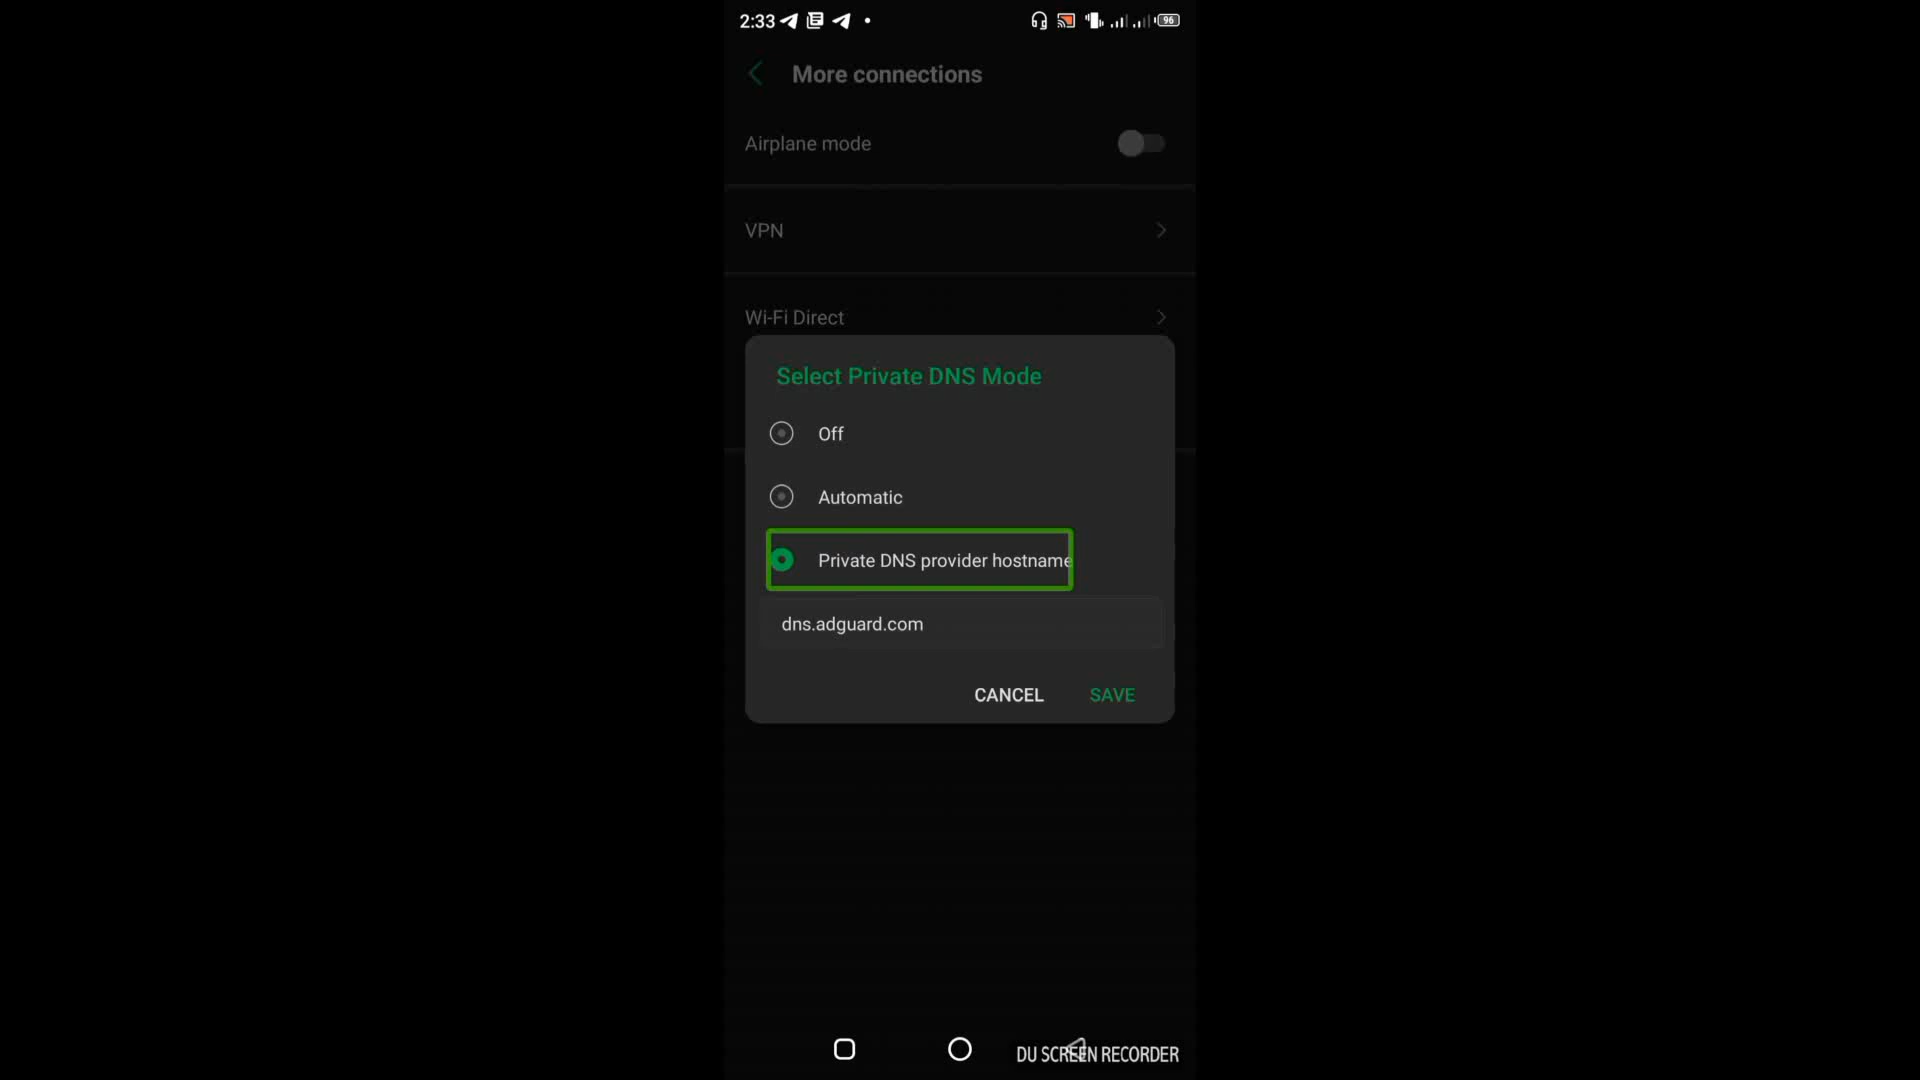 2:33
96
More connections
Airplane mode
VPN
Wi-Fi Direct
Select Private DNS Mode
Off
Automatic
Private DNS provider hostname
dns.adguard.com
CANCEL SAVE
DU SCREEN RECORDER